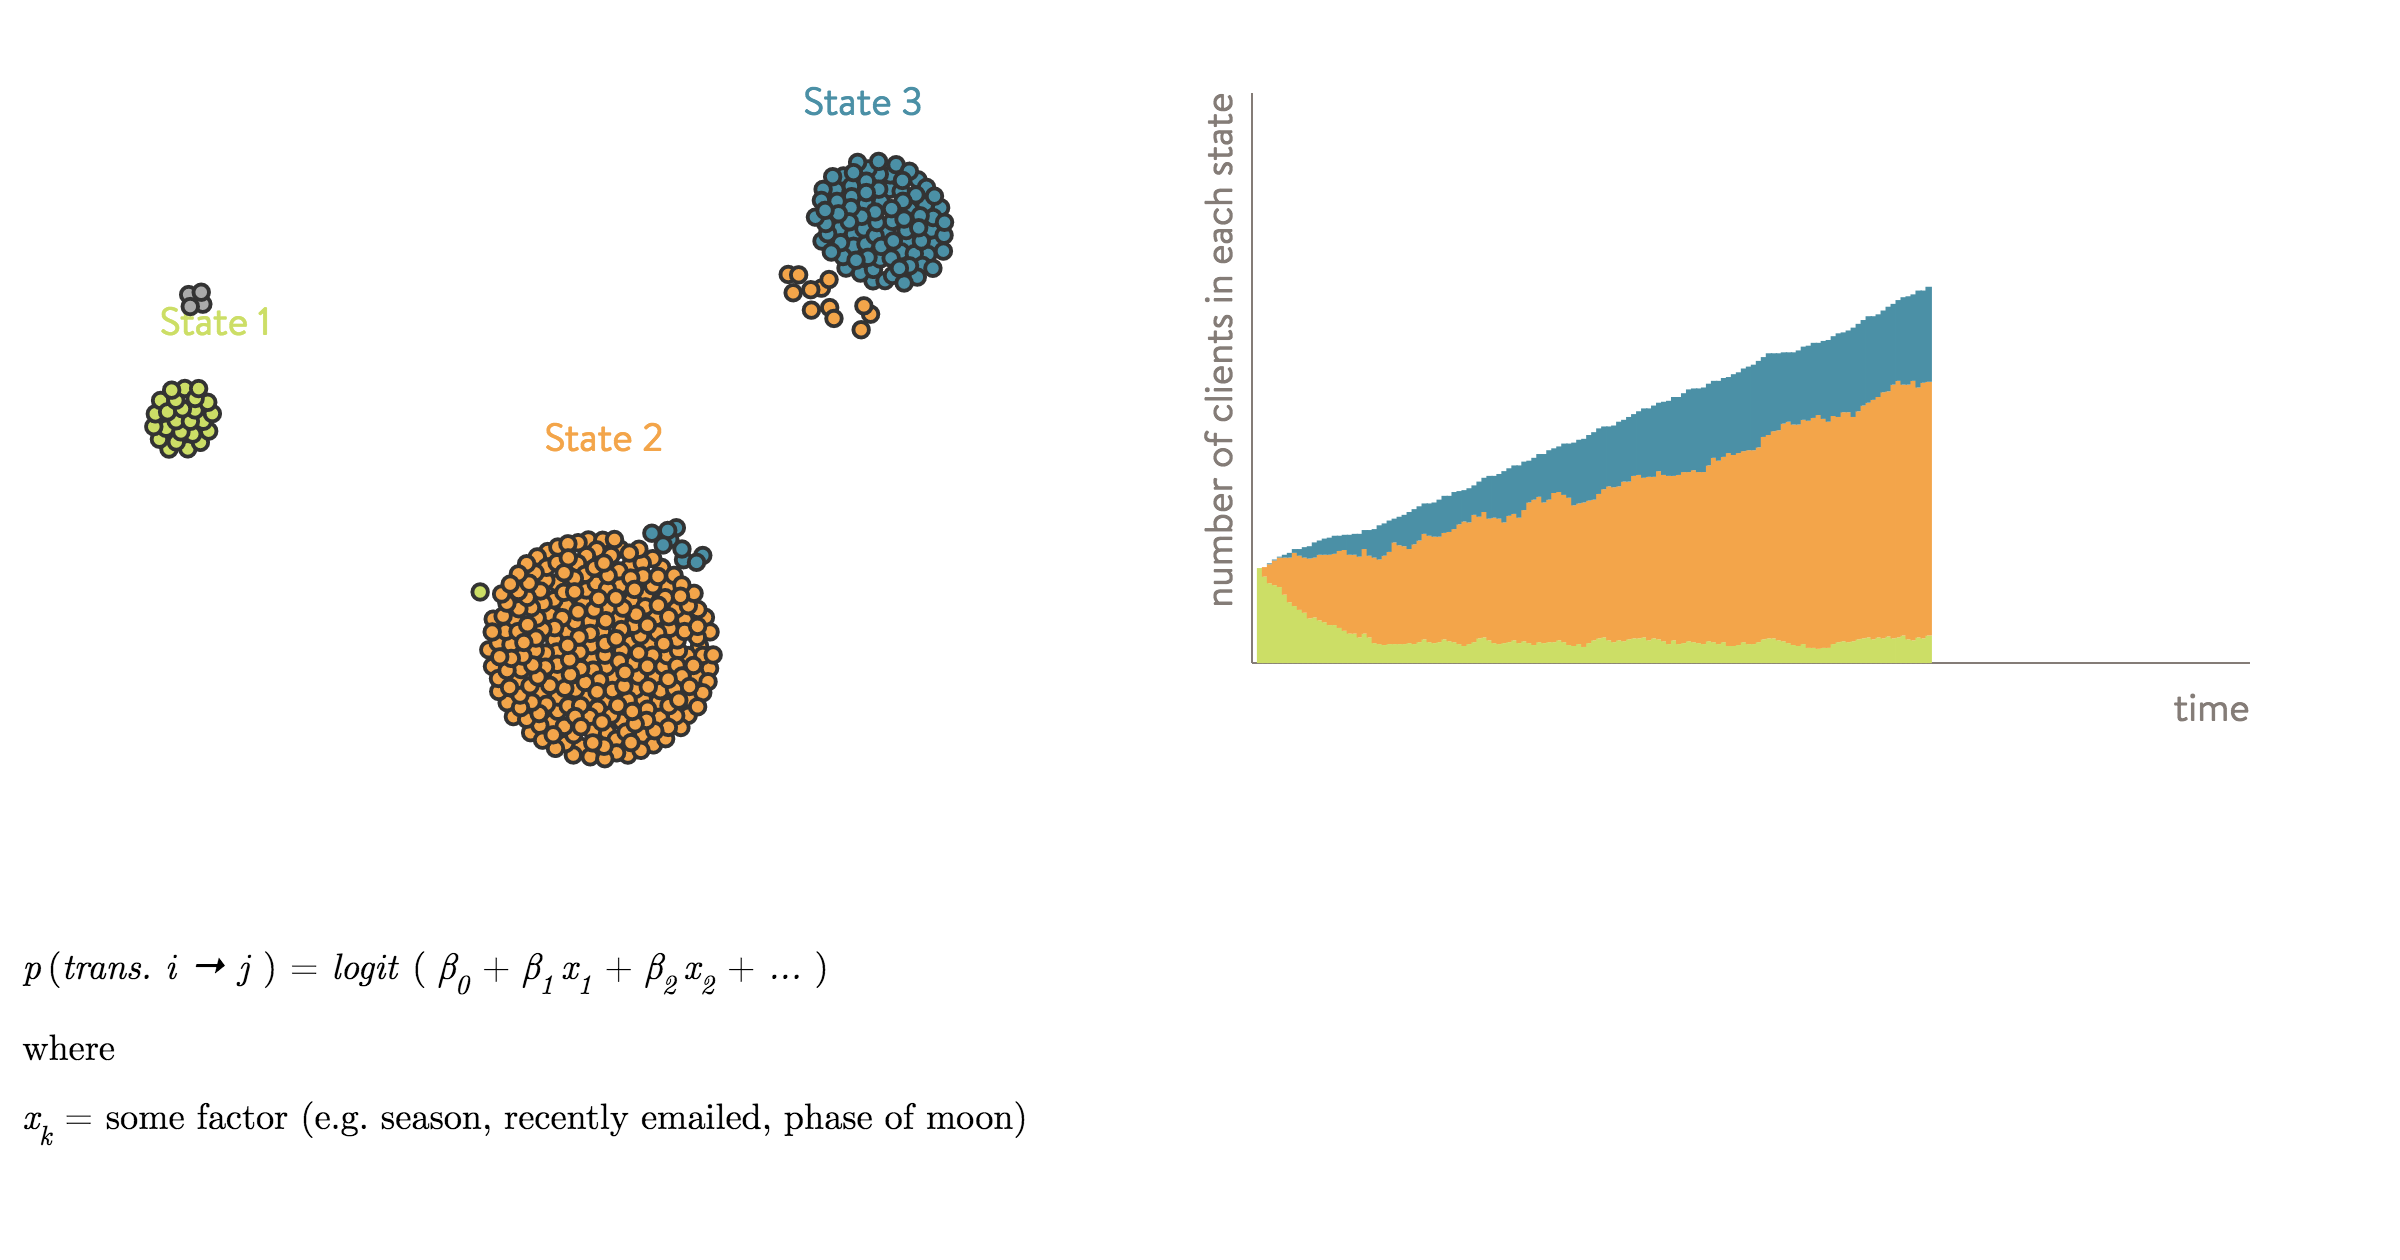 State 3
State 1
State 2
number of clients in each state
time
p (trans. i → j ) = logit ( β₀ + β₁ x₁ + β₂ x₂ + ... )
where
xₖ = some factor (e.g. season, recently emailed, phase of moon)